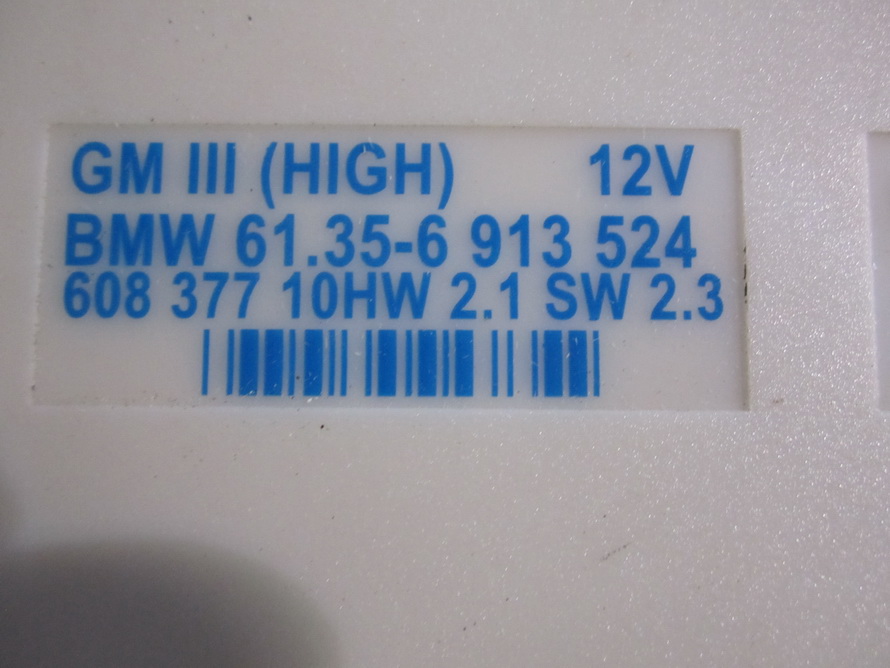 GM III (HIGH) 12V
BMW 61.35-6 913 524
608 377 10HW 2.1 SW 2.3